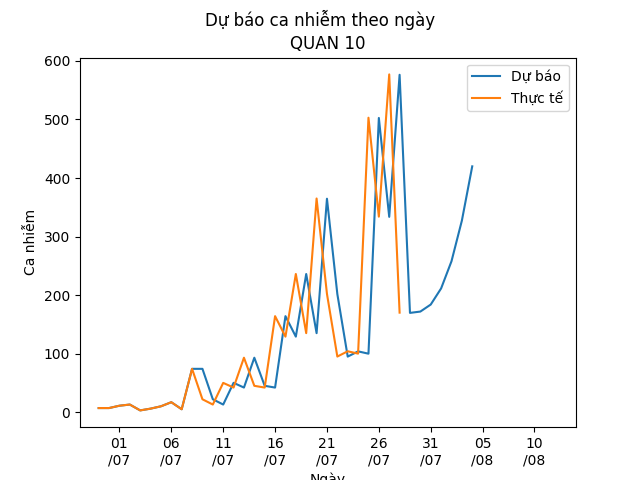 Dự báo ca nhiễm theo ngày
QUAN 10
Dự báo
Thực tế
Ca nhiễm
600
500
400
300
200
100
0
01 06 11 16 21 26 31 05 10
/07 /07 /07 /07 /07 /07 /07 /08 /08
Ngày